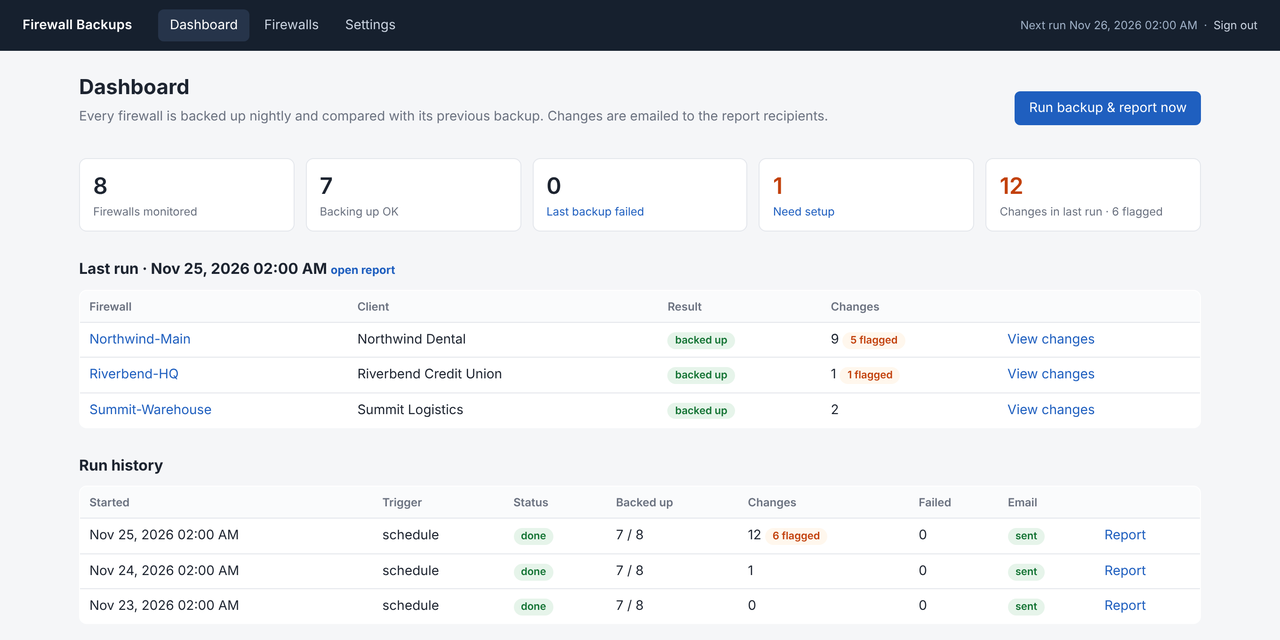 Firewall Backups Dashboard Firewalls Settings Next run Nov 26, 2026 02:00 AM · Sign out
Dashboard
Every firewall is backed up nightly and compared with its previous backup. Changes are emailed to the report recipients.
Run backup & report now
8 7 0 1 12
Firewalls monitored Backing up OK Last backup failed Need setup Changes in last run · 6 flagged
Last run · Nov 25, 2026 02:00 AM open report
Firewall Client Result Changes
Northwind-Main Northwind Dental backed up 9 5 flagged View changes
Riverbend-HQ Riverbend Credit Union backed up 1 1 flagged View changes
Summit-Warehouse Summit Logistics backed up 2 View changes
Run history
Started Trigger Status Backed up Changes Failed Email
Nov 25, 2026 02:00 AM schedule done 7 / 8 12 6 flagged 0 sent Report
Nov 24, 2026 02:00 AM schedule done 7 / 8 1 0 sent Report
Nov 23, 2026 02:00 AM schedule done 7 / 8 0 0 sent Report